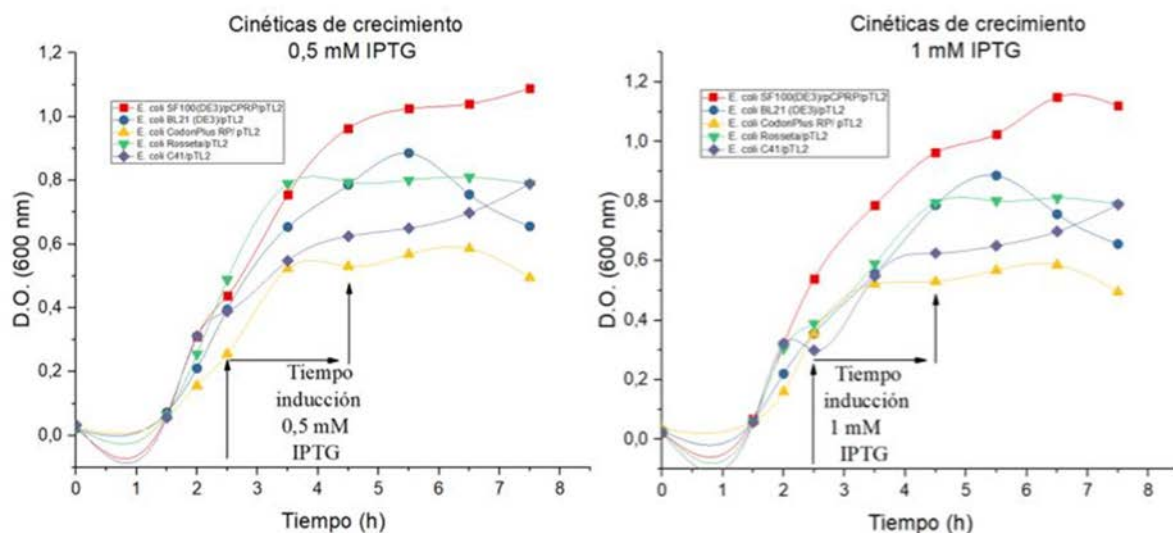 Cinéticas de crecimiento
0,5 mM IPTG
1,2
1,0
0,8
0,6
0,4
0,2
0,0
D.O. (600 nm)
E. coli SF100(DE3)/pCPRP/pTL2
E. coli BL21 (DE3)/pTL2
E. coli CodonPlus RP/ pTL2
E. coli Rosseta/pTL2
E. coli C41/pTL2
Tiempo
inducción
0,5 mM
IPTG
0 1 2 3 4 5 6 7 8
Tiempo (h)
Cinéticas de crecimiento
1 mM IPTG
1,2
1,0
0,8
0,6
0,4
0,2
0,0
D.O. (600 nm)
E. coli SF100(DE3)/pCPRP/pTL2
E. coli BL21 (DE3)/pTL2
E. coli CodonPlus RP/ pTL2
E. coli Rosseta/pTL2
E. coli C41/pTL2
Tiempo
inducción
1 mM
IPTG
0 1 2 3 4 5 6 7 8
Tiempo (h)